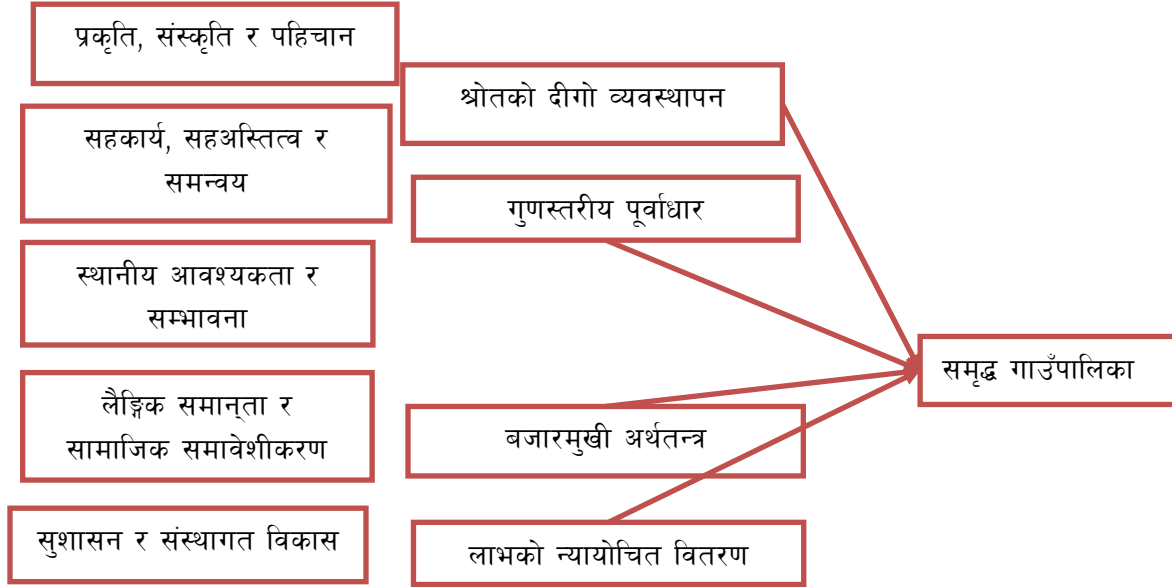 प्रकृति, संस्कृति र पहिचान
सहकार्य, सहअस्तित्व र
समन्वय
स्थानीय आवश्यकता र
सम्भावना
लैङ्गिक समान्‌ता र
सामाजिक समावेशीकरण
सुशासन र संस्थागत विकास
श्रोतको दीगो व्यवस्थापन
गुणस्तरीय पूर्वाधार
बजारमुखी अर्थतन्त्र
लाभको न्यायोचित वितरण
समृद्ध गाउँपालिका